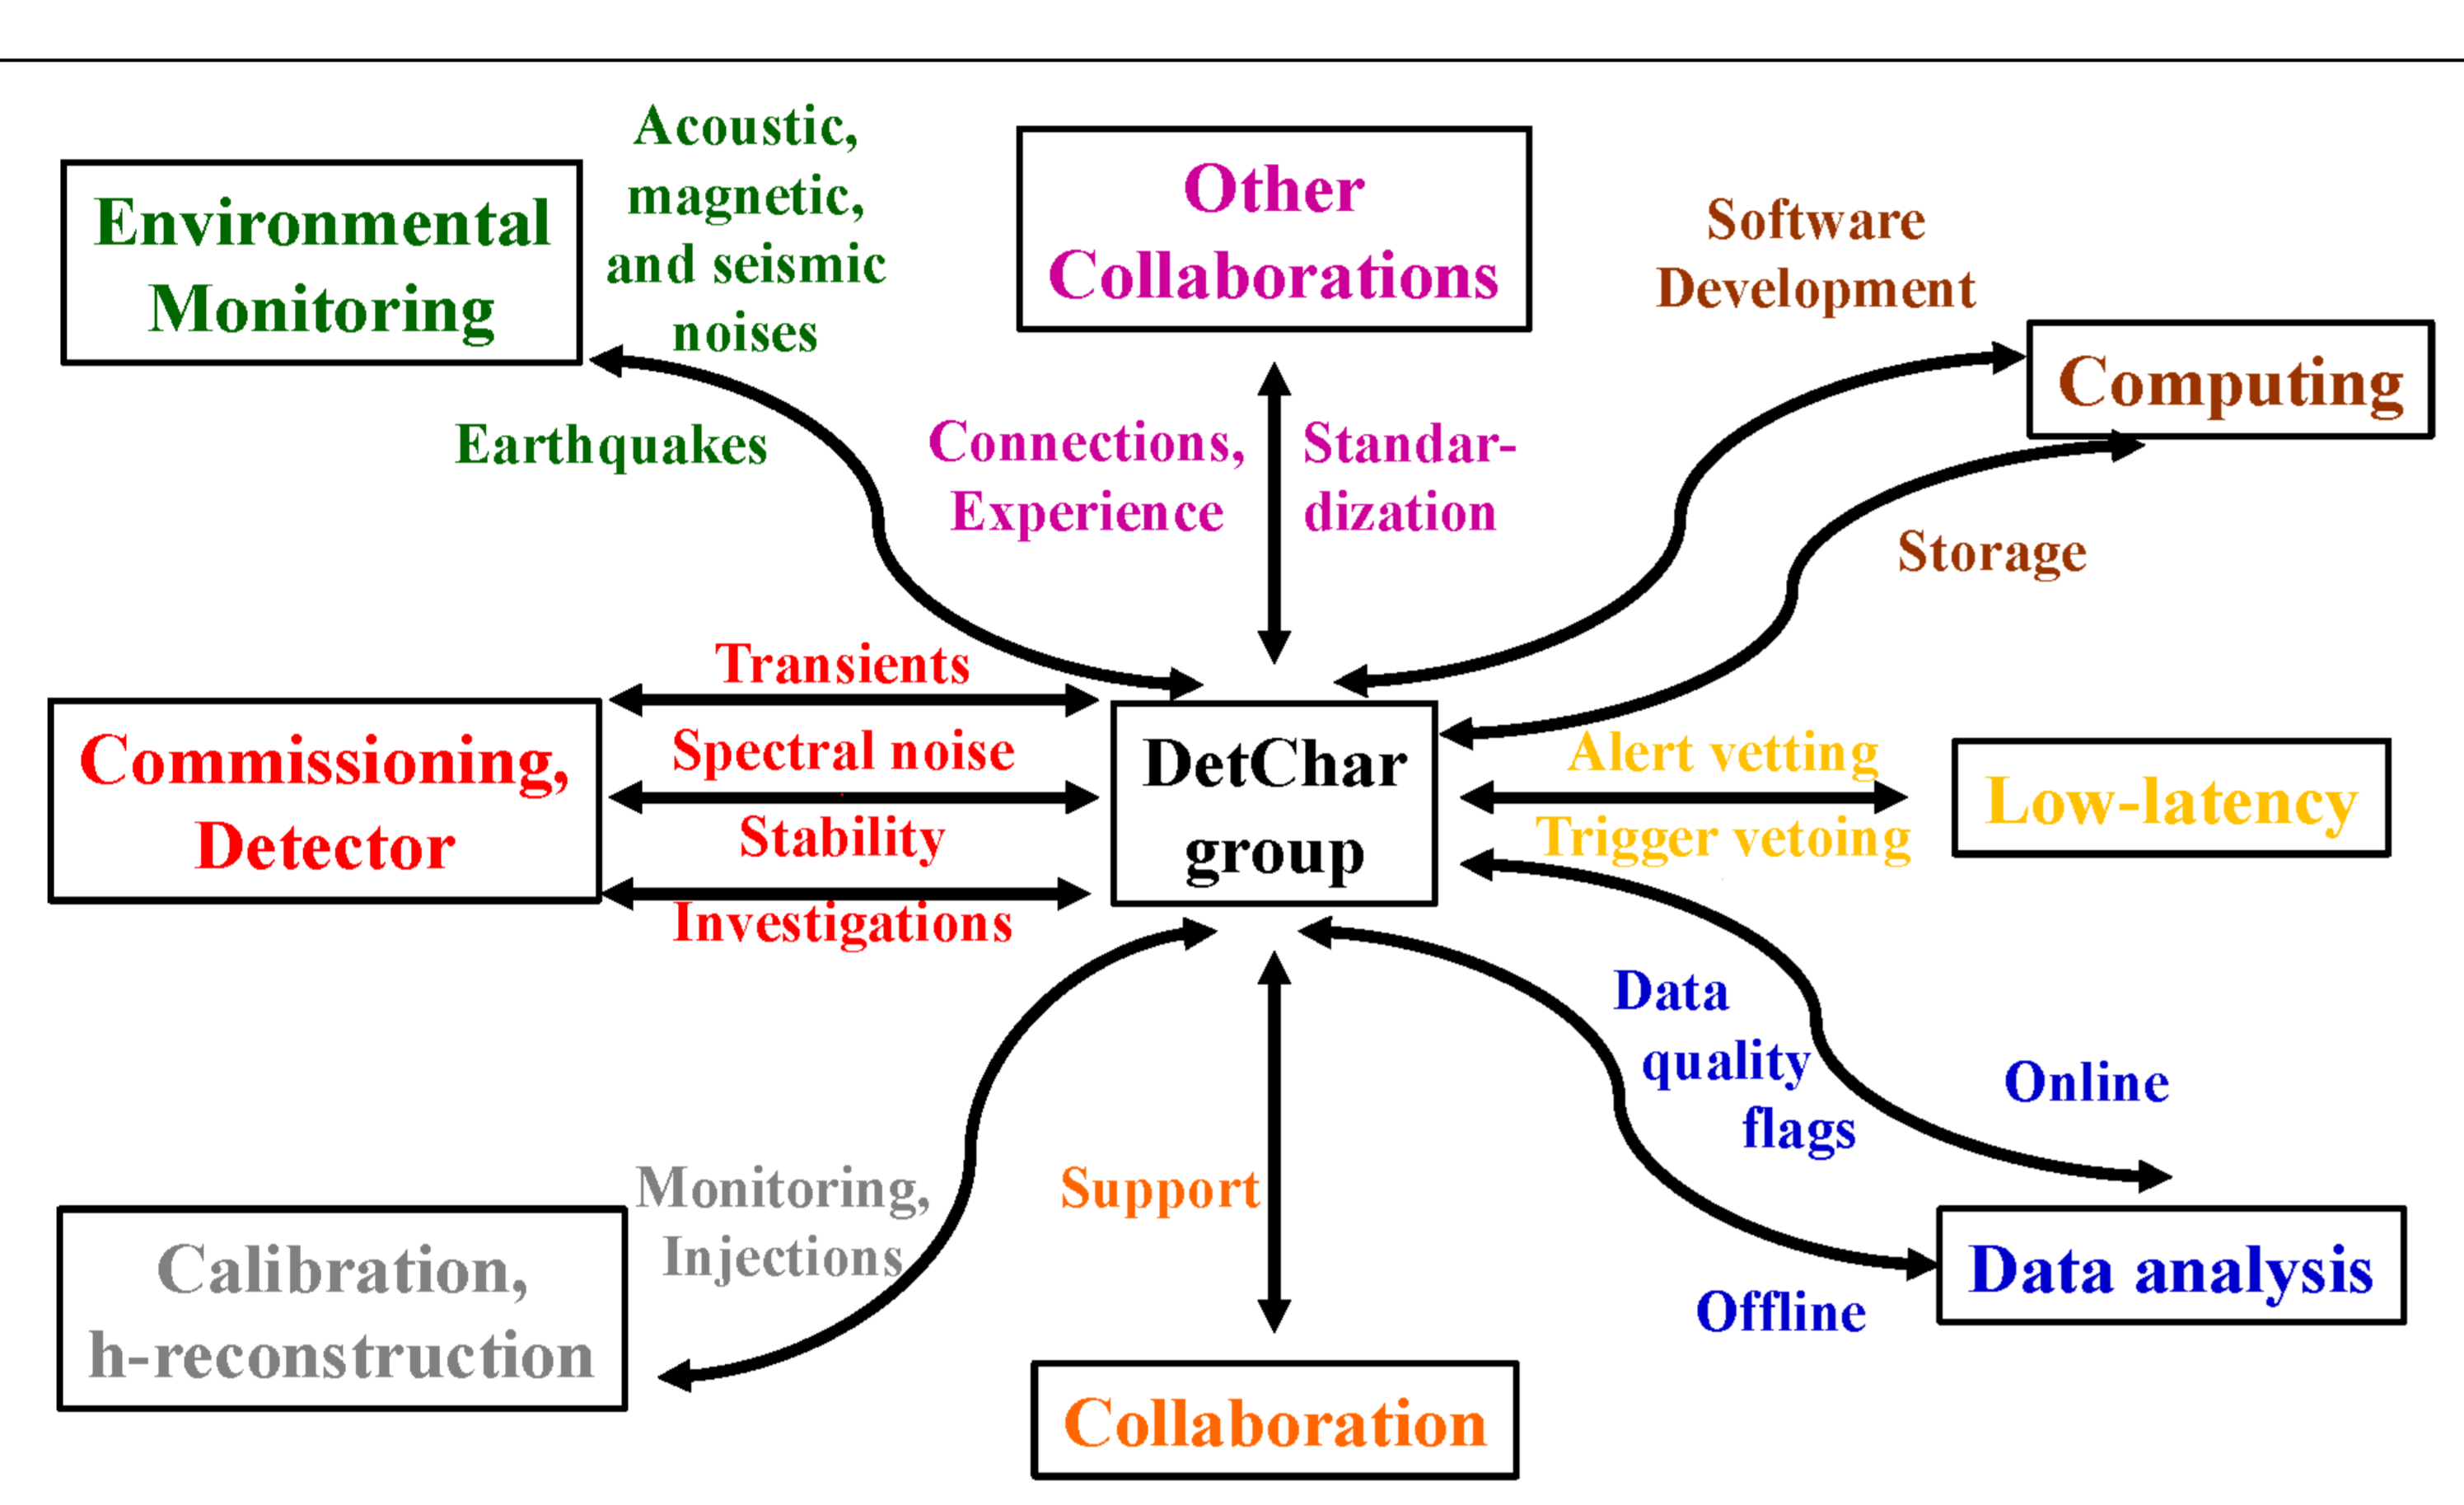 Acoustic,
magnetic,
and seismic
noises
Environmental
Monitoring
Earthquakes
Other
Collaborations
Connections,
Experience
Standar-
dization
Software
Development
Computing
Storage
Transients
Spectral noise
Stability
Investigations
Commissioning,
Detector
DetChar
group
Alert vetting
Trigger vetoing
Low-latency
Data
quality
flags
Online
Offline
Data analysis
Monitoring,
Injections
Calibration,
h-reconstruction
Support
Collaboration